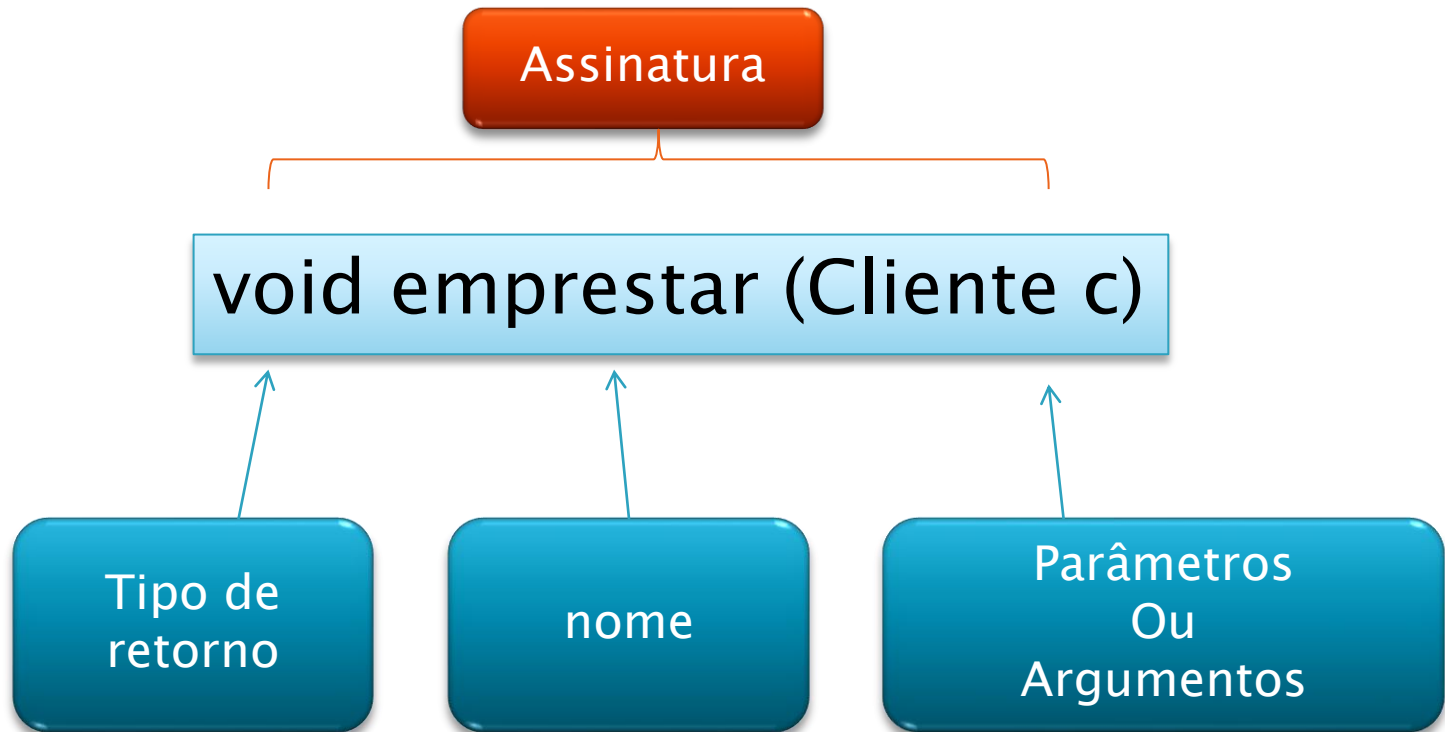 Assinatura
void emprestar (Cliente c)
Tipo de
retorno
nome
Parâmetros
Ou
Argumentos